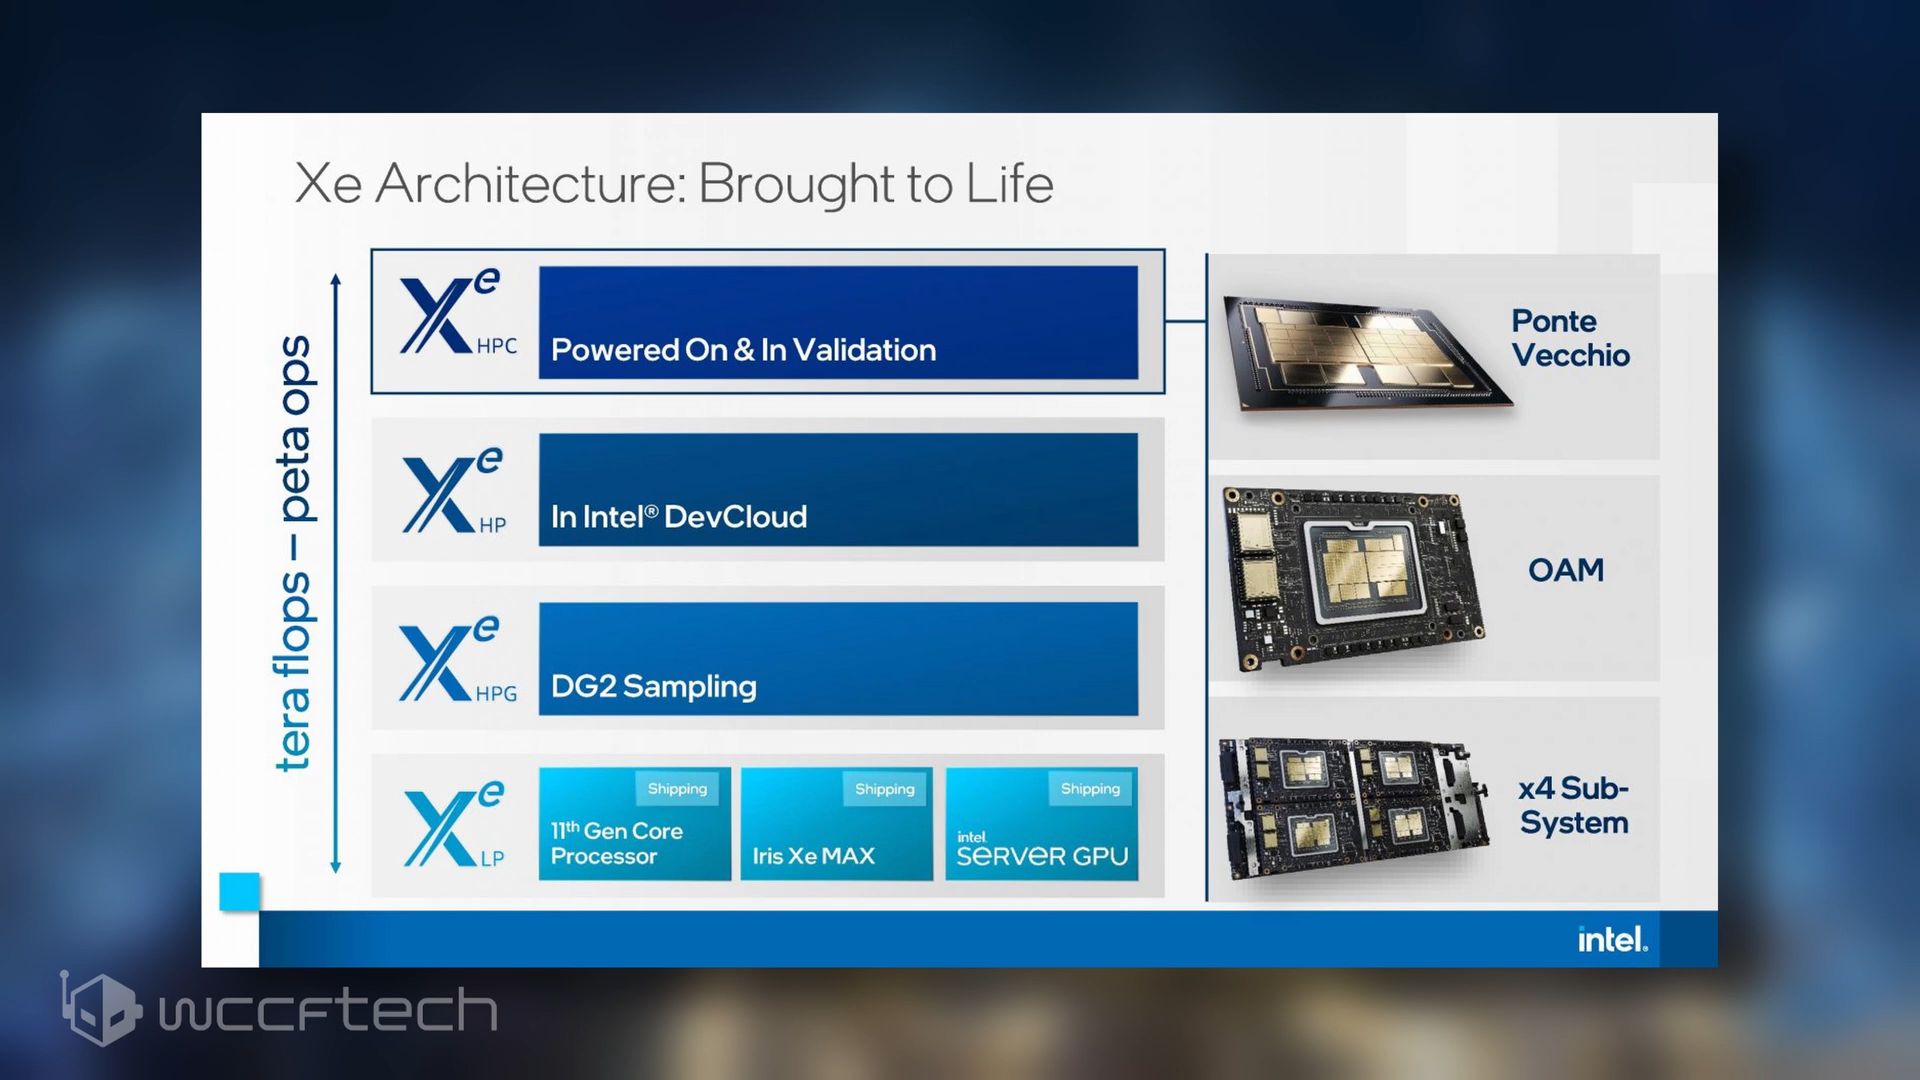 Xe Architecture: Brought to Life
tera flops – peta ops
Xe HPC
Powered On & In Validation
Xe HP
In Intel® DevCloud
Xe HPG
DG2 Sampling
Xe LP
Shipping
11th Gen Core
Processor
Shipping
Iris Xe MAX
Shipping
intel.
SERVER GPU
Ponte
Vecchio
OAM
x4 Sub-
System
intel.
wccftech